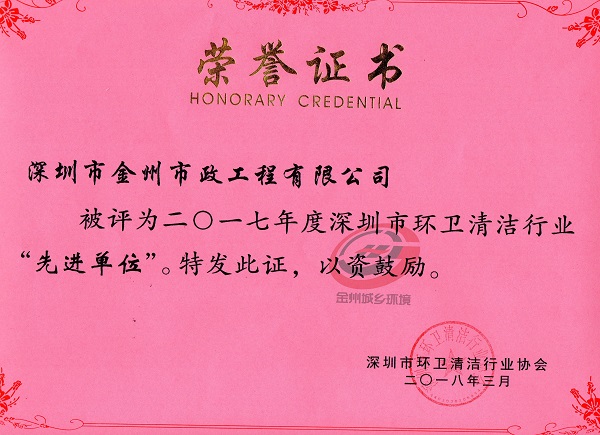 荣誉证书
HONORARY CREDENTIAL
深圳市金州市政工程有限公司
被评为二〇一七年度深圳市环卫清洁行业
“先进单位”。特发此证，以资鼓励。
金州城乡环境
深圳市环卫清洁行业协会
二〇一八年三月